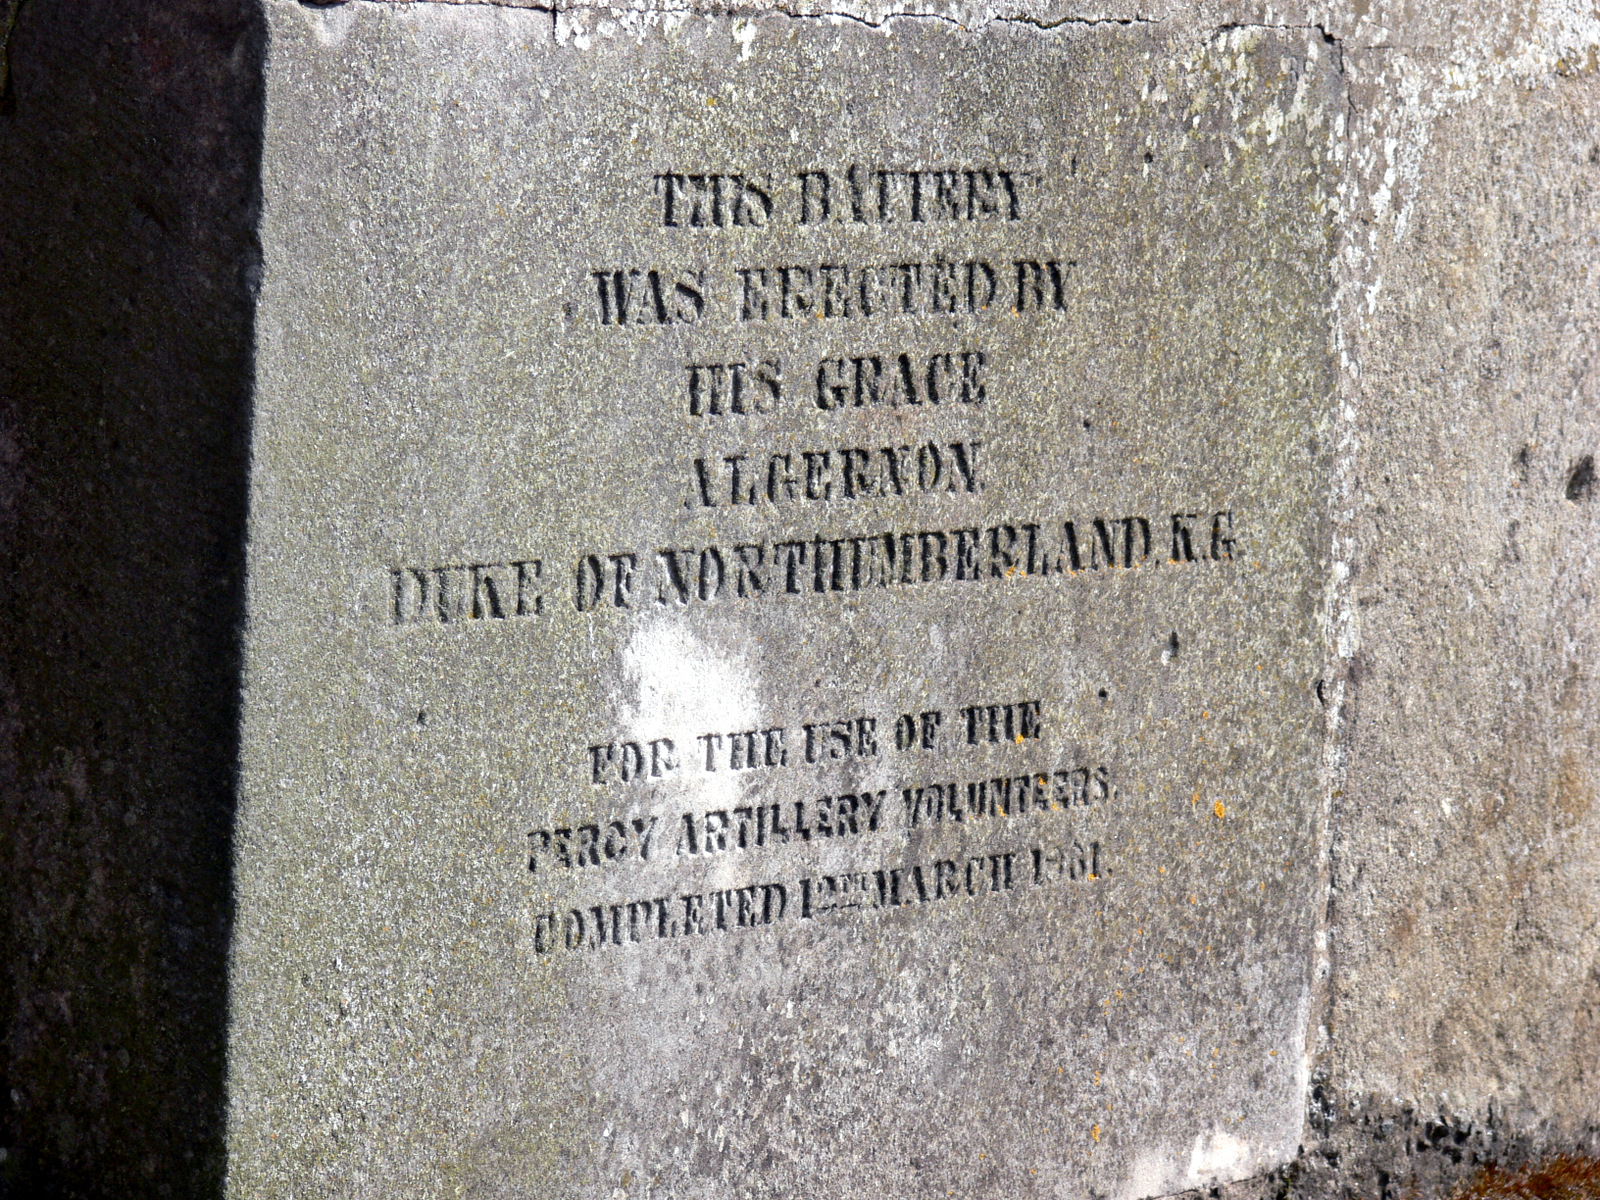 THIS BATTERY
WAS ERECTED BY
HIS GRACE
ALGERNON
DUKE OF NORTHUMBERLAND. K.G.
FOR THE USE OF THE
PERCY ARTILLERY VOLUNTEERS.
COMPLETED 12TH MARCH 1861.